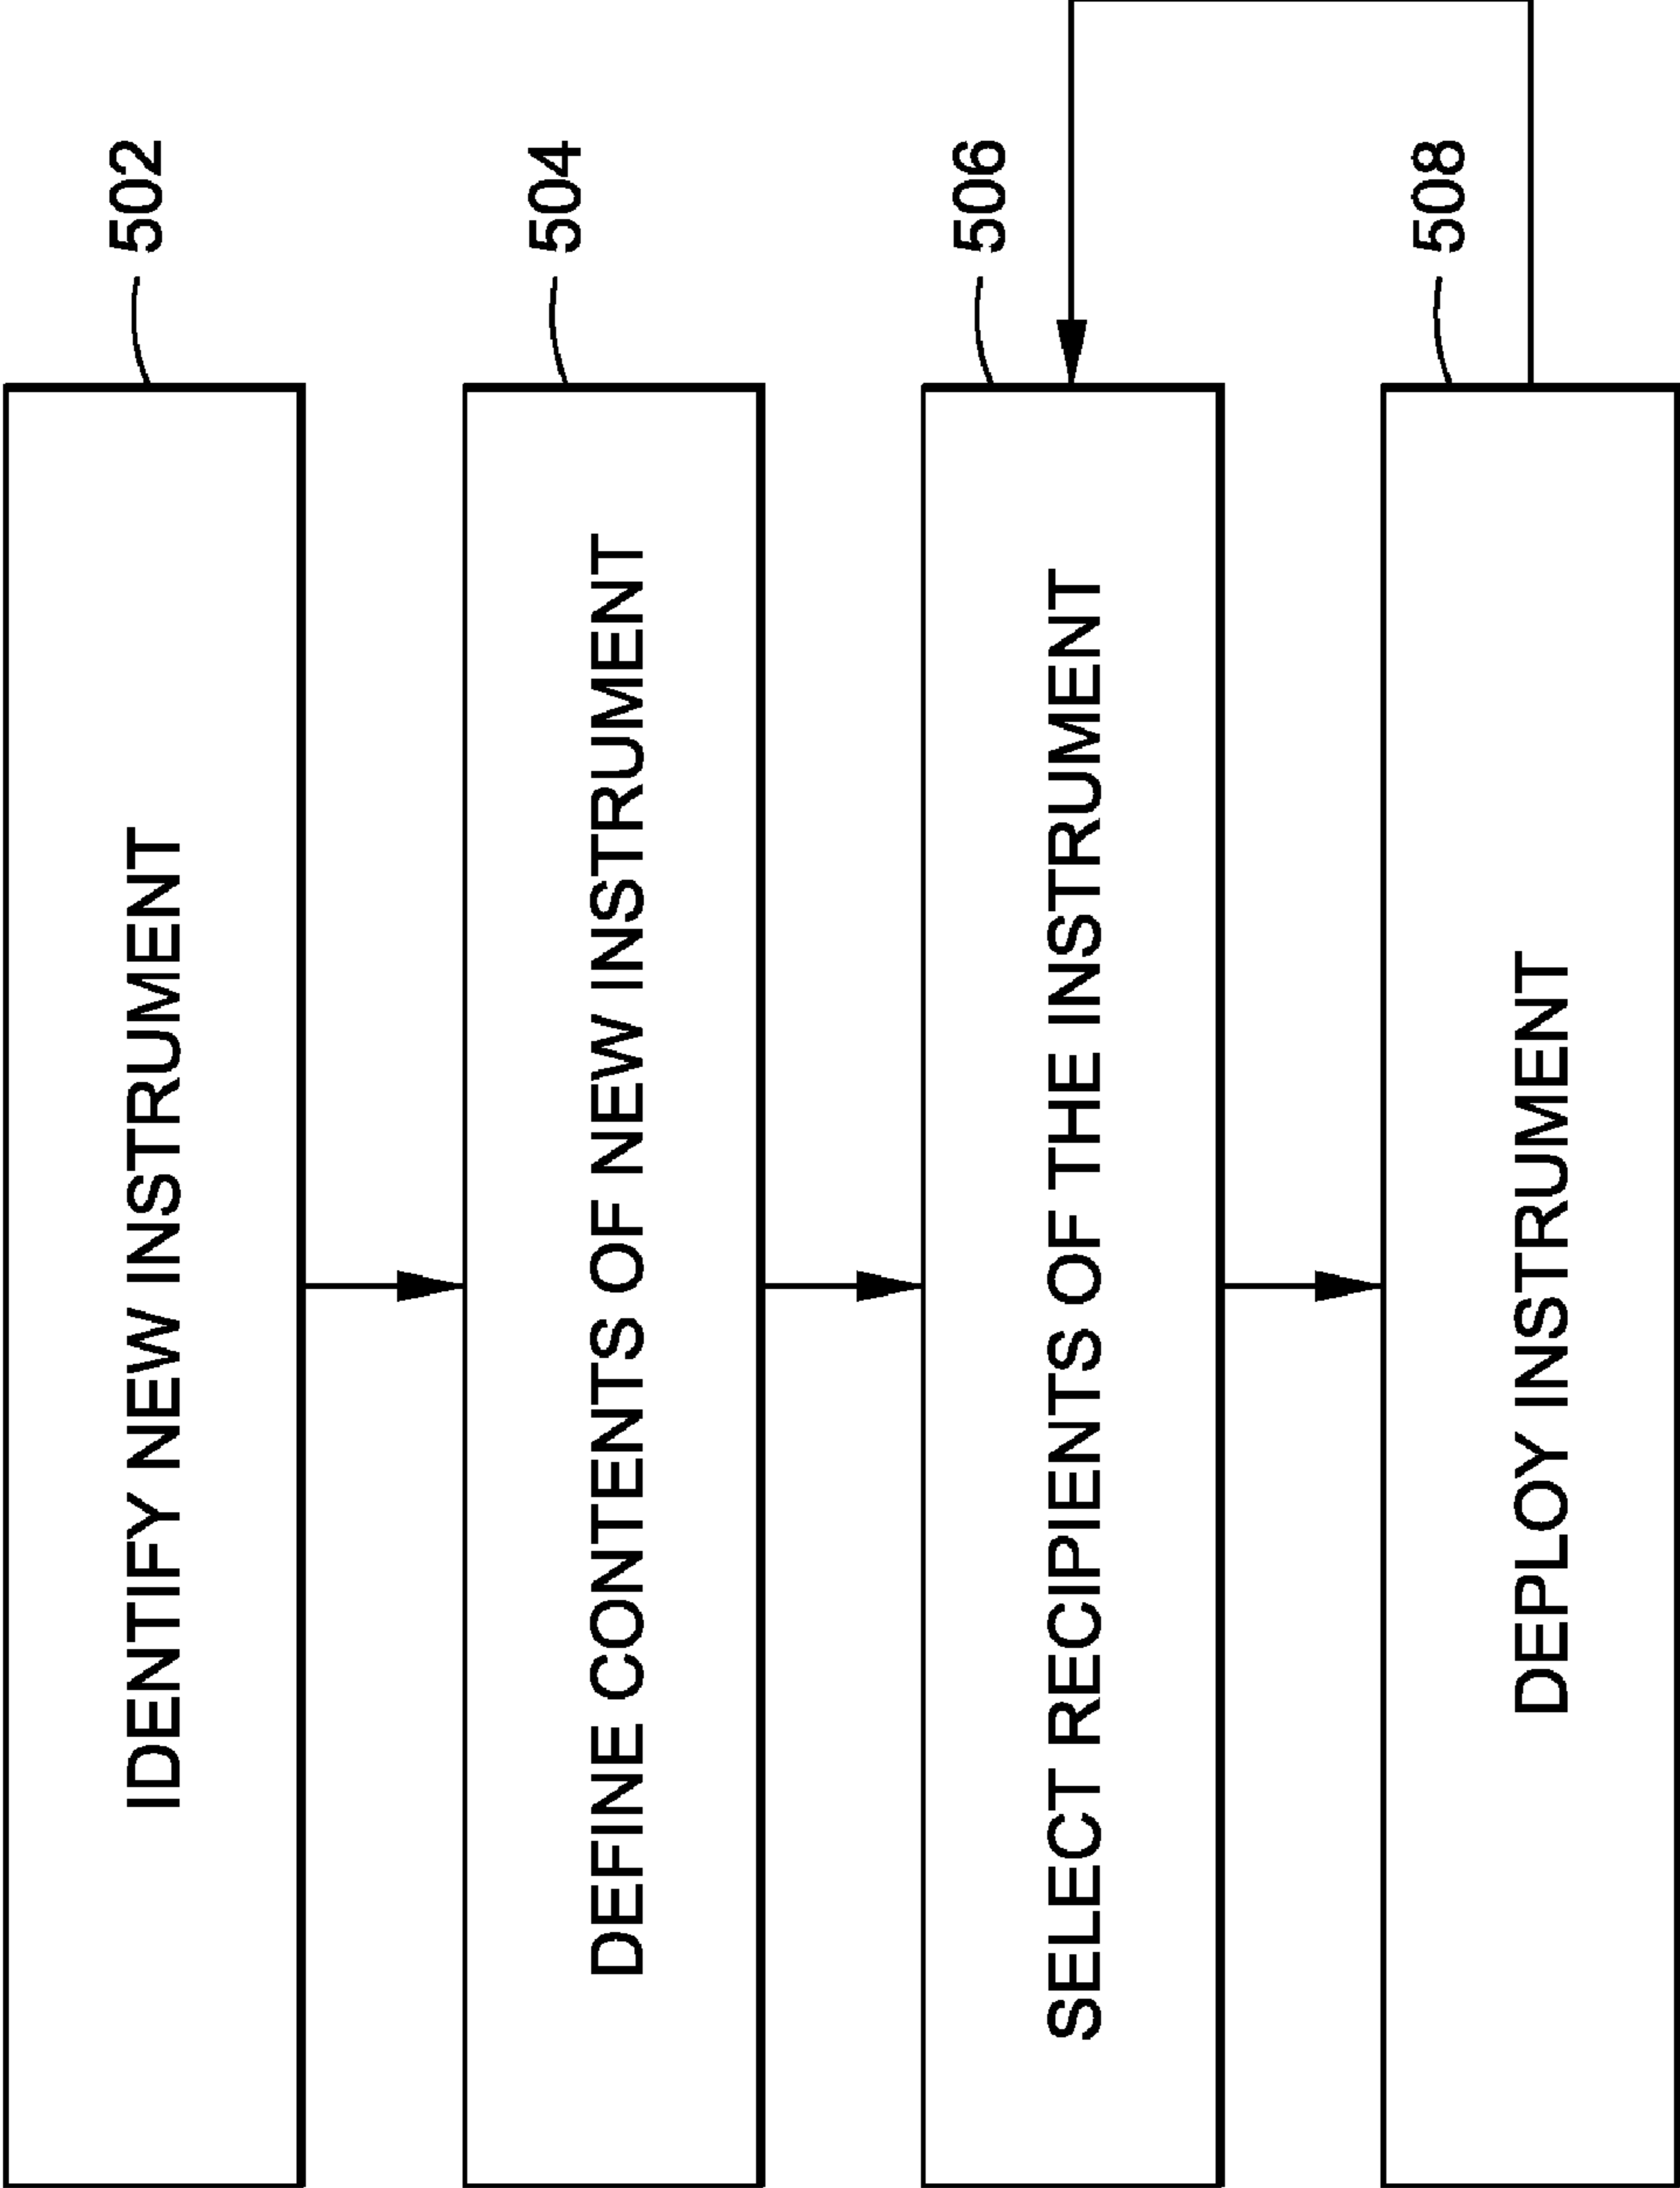 502
IDENTIFY NEW INSTRUMENT
504
DEFINE CONTENTS OF NEW INSTRUMENT
506
SELECT RECIPIENTS OF THE INSTRUMENT
508
DEPLOY INSTRUMENT